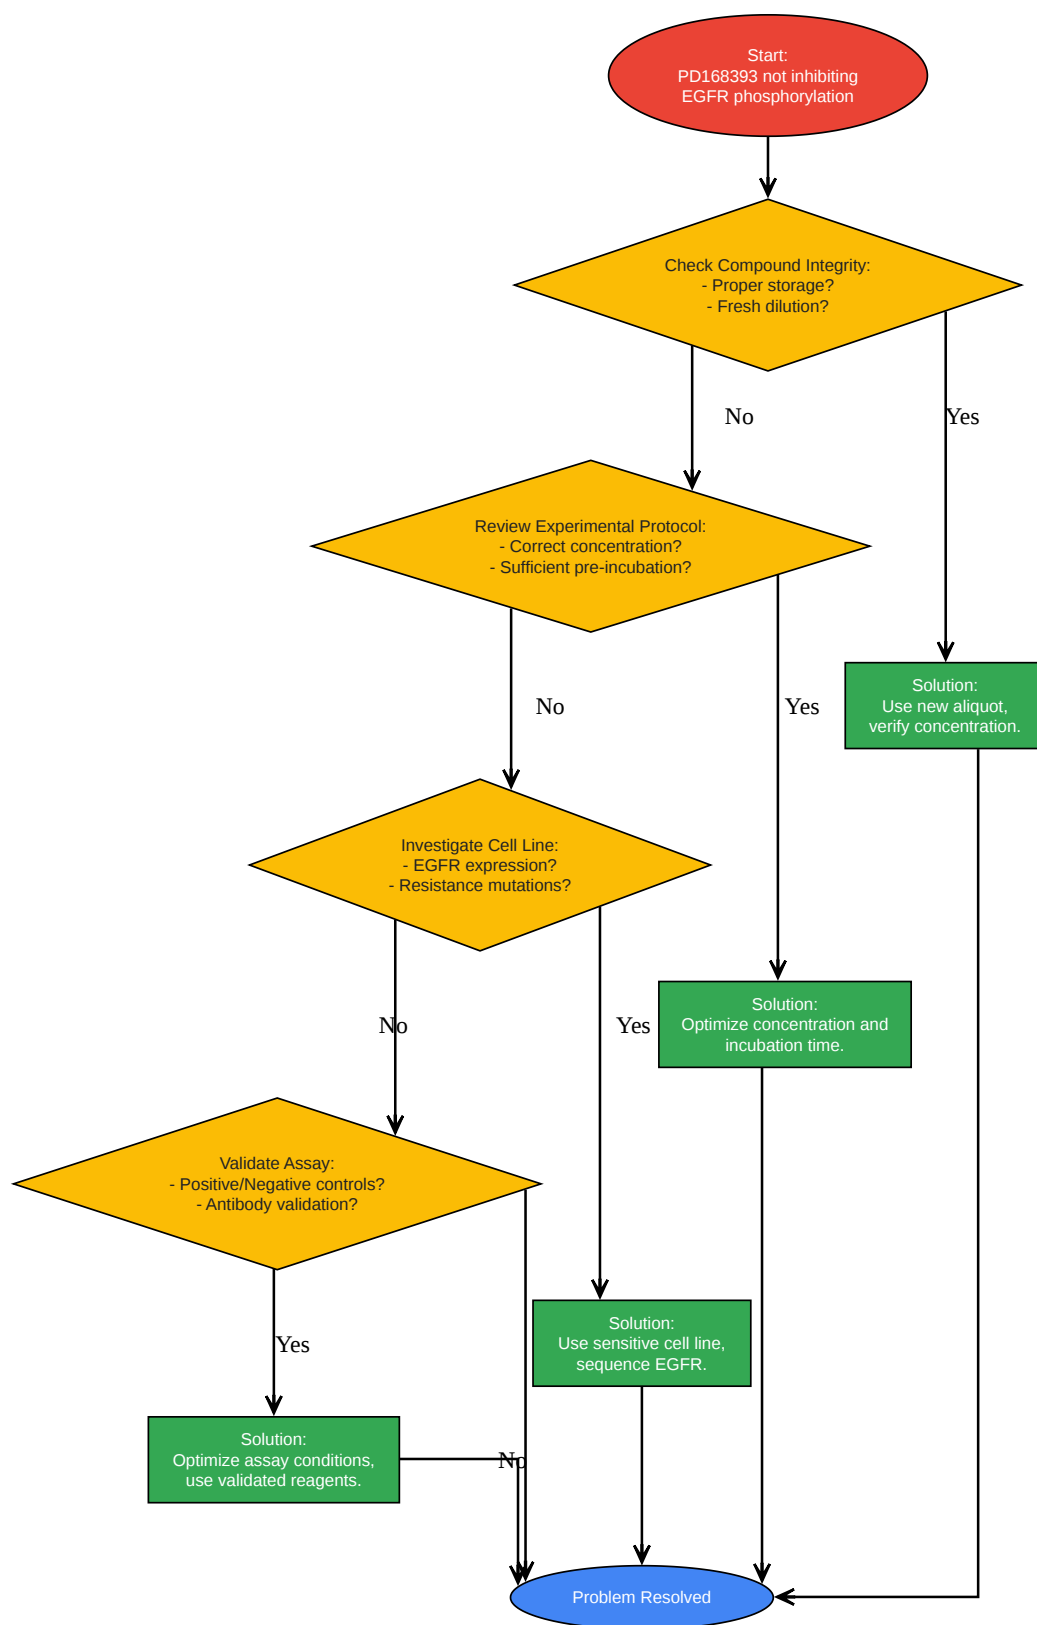 Start:
PD168393 not inhibiting
EGFR phosphorylation
Check Compound Integrity:
- Proper storage?
- Fresh dilution?
No
Yes
Review Experimental Protocol:
- Correct concentration?
- Sufficient pre-incubation?
Solution:
Use new aliquot,
verify concentration.
No
Yes
Investigate Cell Line:
- EGFR expression?
- Resistance mutations?
Solution:
Optimize concentration and
incubation time.
No
Yes
Validate Assay:
- Positive/Negative controls?
- Antibody validation?
Solution:
Use sensitive cell line,
sequence EGFR.
Yes
Solution:
Optimize assay conditions,
use validated reagents.
No
Problem Resolved